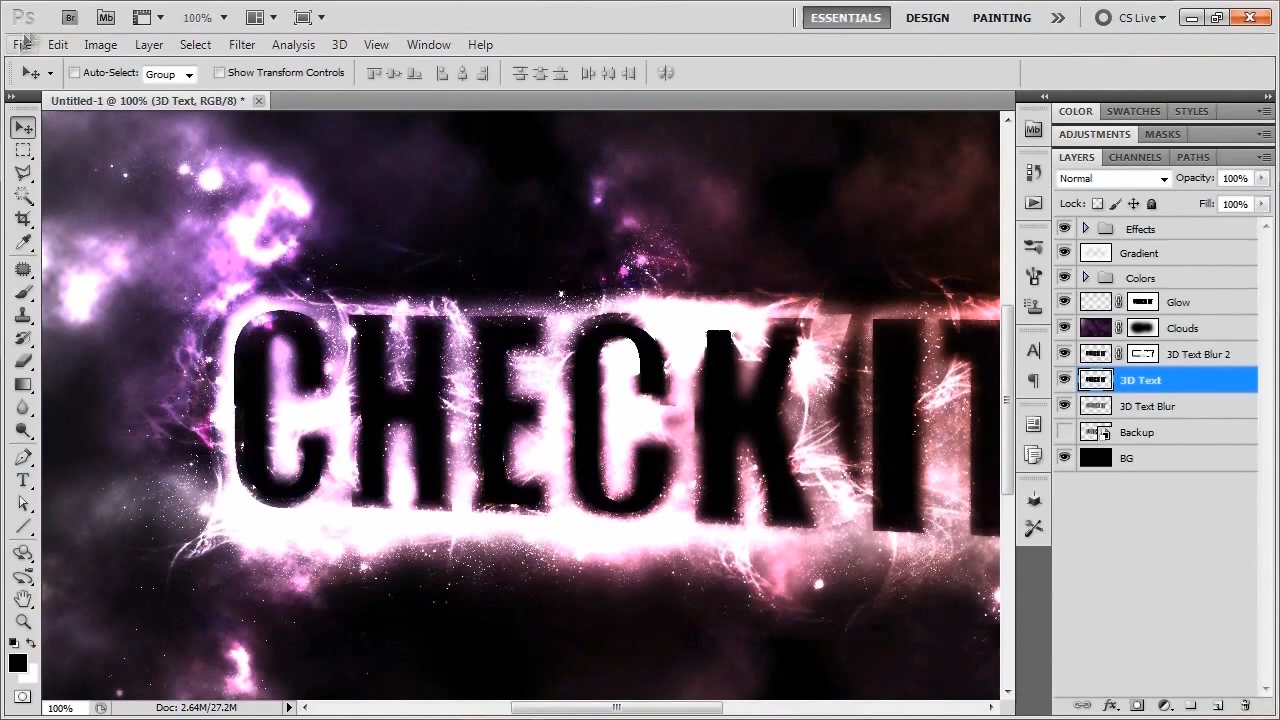 Ps Br Mb 100% ESSENTIALS DESIGN PAINTING CS Live
Edit Image Layer Select Filter Analysis 3D View Window Help
Auto-Select: Group Show Transform Controls
Untitled-1 @ 100% (3D Text, RGB/8) *
CHECK IT
100% Doc: 2.64M/27.2M
Mb
COLOR SWATCHES STYLES
ADJUSTMENTS MASKS
LAYERS CHANNELS PATHS
Normal Opacity: 100%
Lock: Fill: 100%
Effects
Gradient
Colors
Glow
Clouds
3D Text Blur 2
3D Text
3D Text Blur
Backup
BG